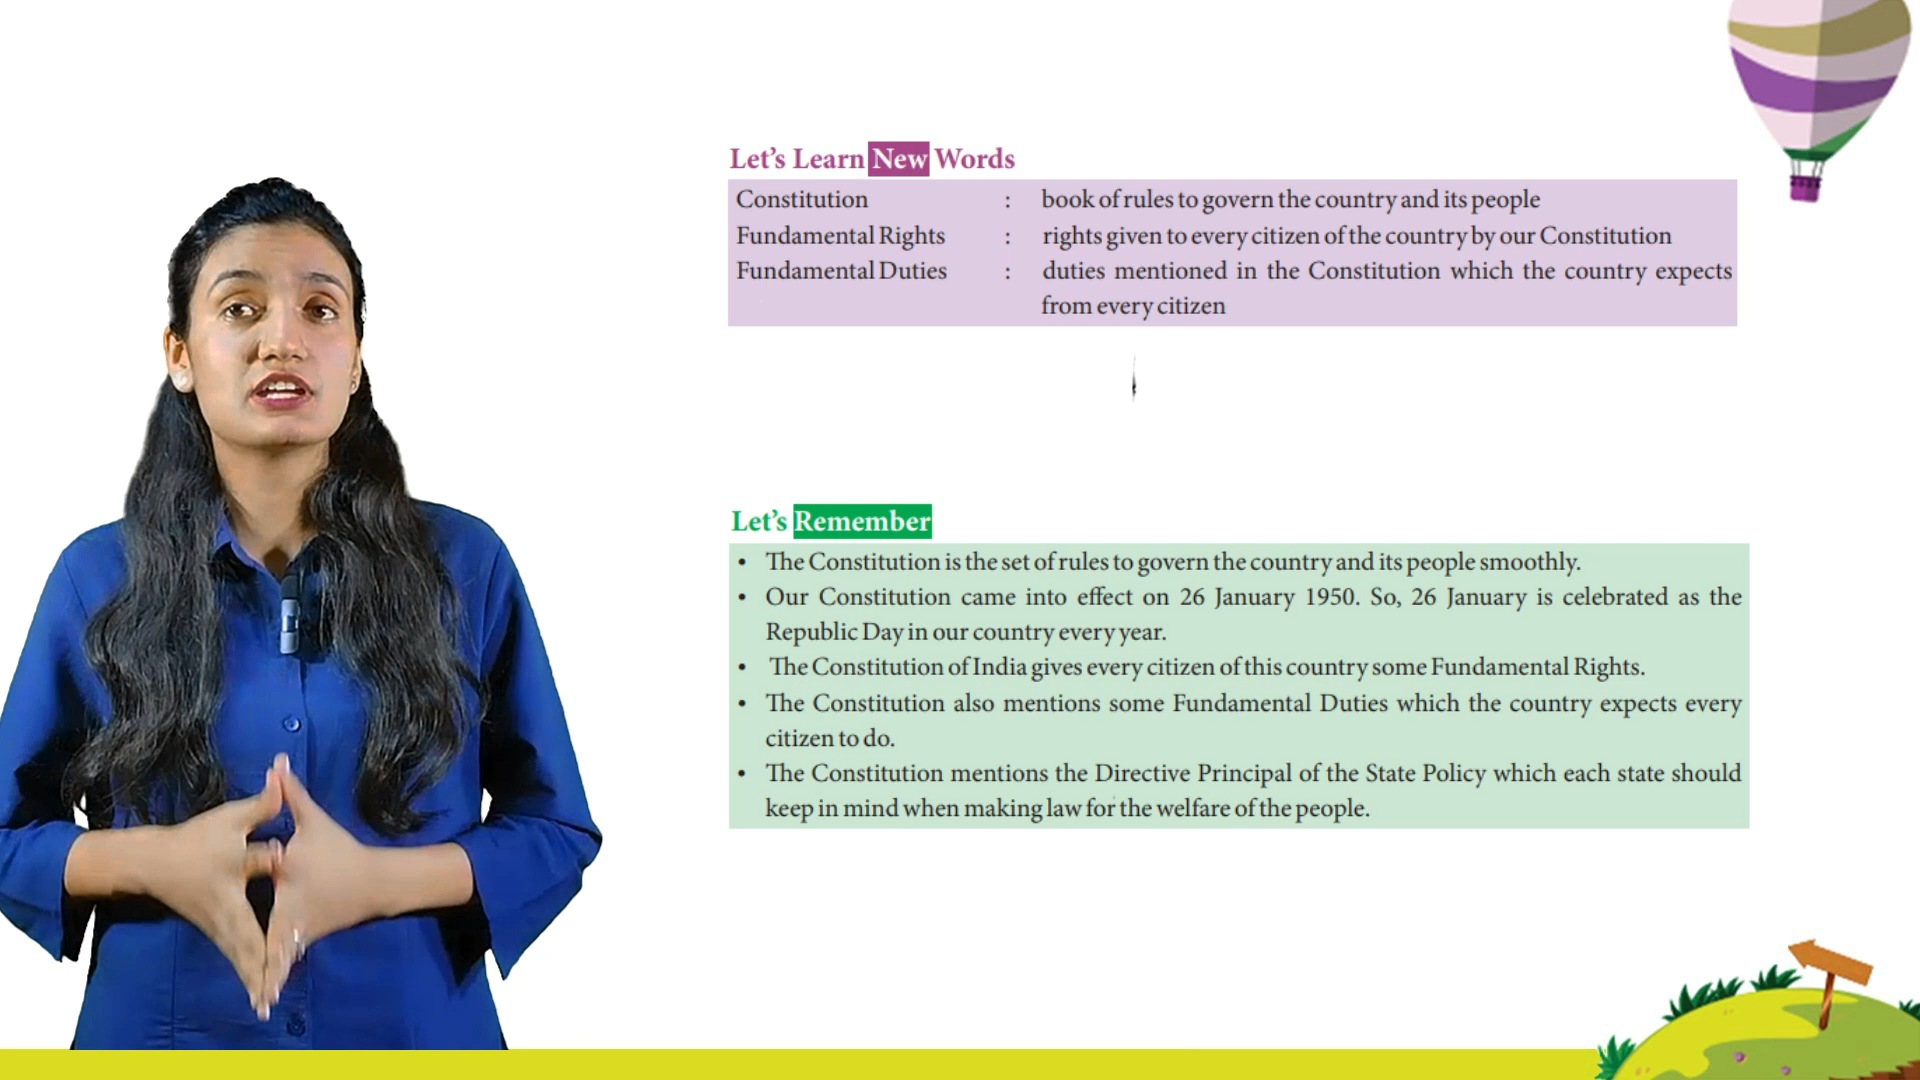 Let's Learn New Words
Constitution : book of rules to govern the country and its people
Fundamental Rights : rights given to every citizen of the country by our Constitution
Fundamental Duties : duties mentioned in the Constitution which the country expects
from every citizen
Let's Remember
• The Constitution is the set of rules to govern the country and its people smoothly.
• Our Constitution came into effect on 26 January 1950. So, 26 January is celebrated as the
Republic Day in our country every year.
• The Constitution of India gives every citizen of this country some Fundamental Rights.
• The Constitution also mentions some Fundamental Duties which the country expects every
citizen to do.
• The Constitution mentions the Directive Principal of the State Policy which each state should
keep in mind when making law for the welfare of the people.